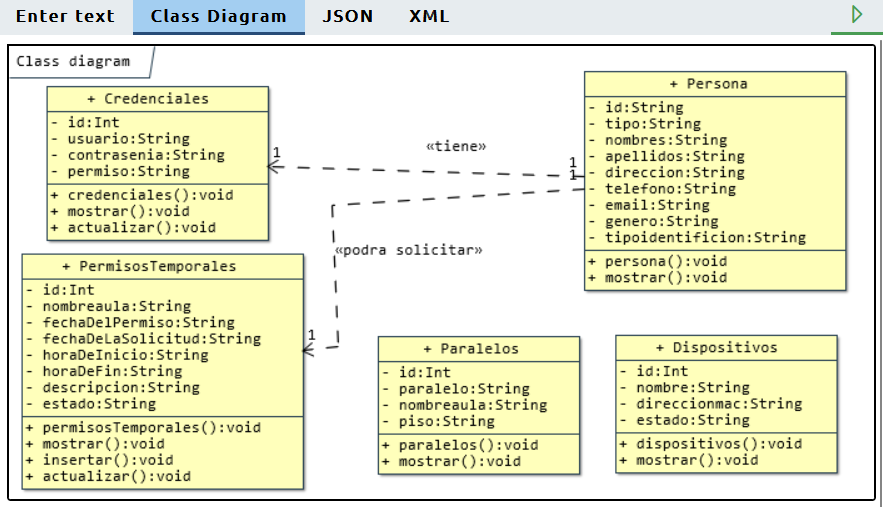 Enter text
Class Diagram
JSON
XML
Class diagram
+ Credenciales
- id:Int
- usuario:String
- contrasenia:String
- permiso:String
+ credenciales():void
+ mostrar():void
+ actualizar():void
1
«tiene»
1
1
+ Persona
- id:String
- tipo:String
- nombres:String
- apellidos:String
- direccion:String
- telefono:String
- email:String
- genero:String
- tipoidentificion:String
+ persona():void
+ mostrar():void
«podra solicitar»
1
+ PermisosTemporales
- id:Int
- nombreaula:String
- fechaDelPermiso:String
- fechaDeLaSolicitud:String
- horaDeInicio:String
- horaDeFin:String
- descripcion:String
- estado:String
+ permisosTemporales():void
+ mostrar():void
+ insertar():void
+ actualizar():void
+ Paralelos
- id:Int
- paralelo:String
- nombreaula:String
- piso:String
+ paralelos():void
+ mostrar():void
+ Dispositivos
- id:Int
- nombre:String
- direccionmac:String
- estado:String
+ dispositivos():void
+ mostrar():void